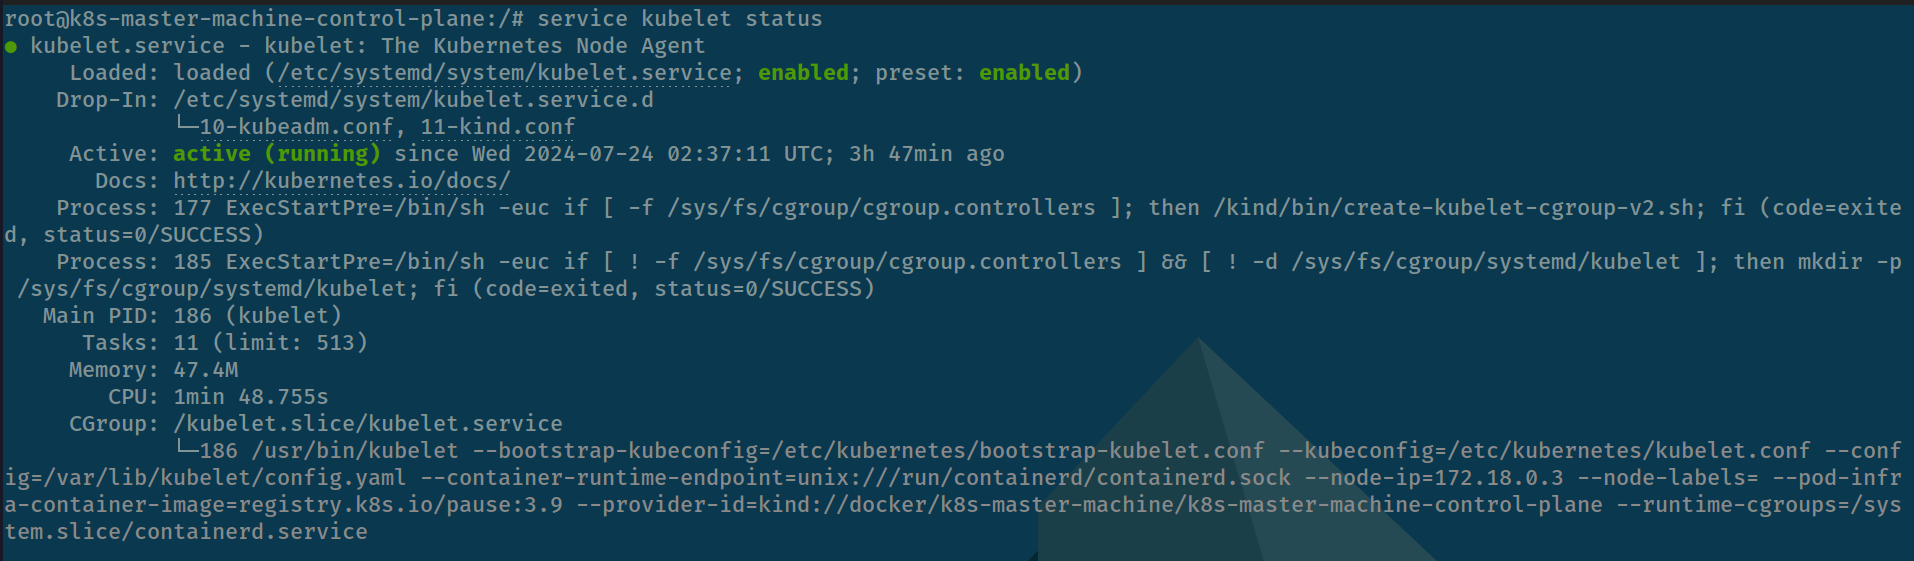 root@k8s-master-machine-control-plane:/# service kubelet status
● kubelet.service - kubelet: The Kubernetes Node Agent
     Loaded: loaded (/etc/systemd/system/kubelet.service; enabled; preset: enabled)
    Drop-In: /etc/systemd/system/kubelet.service.d
             └─10-kubeadm.conf, 11-kind.conf
     Active: active (running) since Wed 2024-07-24 02:37:11 UTC; 3h 47min ago
       Docs: http://kubernetes.io/docs/
    Process: 177 ExecStartPre=/bin/sh -euc if [ -f /sys/fs/cgroup/cgroup.controllers ]; then /kind/bin/create-kubelet-cgroup-v2.sh; fi (code=exite
d, status=0/SUCCESS)
    Process: 185 ExecStartPre=/bin/sh -euc if [ ! -f /sys/fs/cgroup/cgroup.controllers ] && [ ! -d /sys/fs/cgroup/systemd/kubelet ]; then mkdir -p
 /sys/fs/cgroup/systemd/kubelet; fi (code=exited, status=0/SUCCESS)
   Main PID: 186 (kubelet)
      Tasks: 11 (limit: 513)
     Memory: 47.4M
        CPU: 1min 48.755s
     CGroup: /kubelet.slice/kubelet.service
             └─186 /usr/bin/kubelet --bootstrap-kubeconfig=/etc/kubernetes/bootstrap-kubelet.conf --kubeconfig=/etc/kubernetes/kubelet.conf --conf
ig=/var/lib/kubelet/config.yaml --container-runtime-endpoint=unix:///run/containerd/containerd.sock --node-ip=172.18.0.3 --node-labels= --pod-infr
a-container-image=registry.k8s.io/pause:3.9 --provider-id=kind://docker/k8s-master-machine/k8s-master-machine-control-plane --runtime-cgroups=/sys
tem.slice/containerd.service